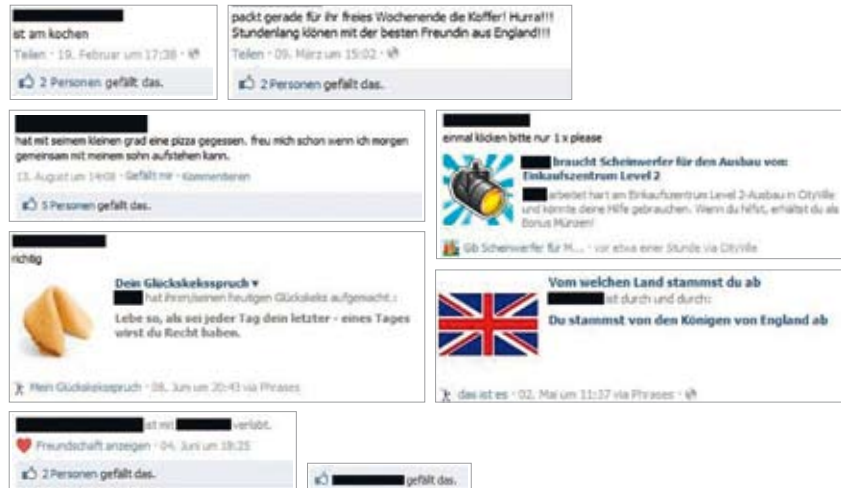 ist am kochen
Teilen · 19. Februar um 17:38 ·
2 Personen gefällt das.
packt gerade für ihr freies Wochenende die Koffer! Hurra!!!
Stundenlang klönen mit der besten Freundin aus England!!!
Teilen · 09. März um 15:02 ·
2 Personen gefällt das.
hat mit seinem kleinen grad eine pizza gegessen. freu mich schon wenn ich morgen
gemeinsam mit meinem sohn aufstehen kann.
13. August um 14:08 · Gefällt mir · Kommentieren
5 Personen gefällt das.
einmal klicken bitte nur 1 x please
braucht Scheinwerfer für den Ausbau von:
Einkaufszentrum Level 2
arbeitet hart am Einkaufszentrum Level 2-Ausbau in CityVille
und könnte deine Hilfe gebrauchen. Wenn du hilfst, erhältst du als
Bonus Münzen!
Gib Scheinwerfer für M... · vor etwa einer Stunde via CityVille
richtig
Dein Glückskeksspruch ▾
hat ihren/seinen heutigen Glückskeks aufgemacht.:
Lebe so, als sei jeder Tag dein letzter - eines Tages
wirst du Recht haben.
Mein Glückskeksspruch · 08. Juni um 20:43 via Phrases
Vom welchen Land stammst du ab
ist durch und durch:
Du stammst von den Königen von England ab
das ist es · 02. Mai um 11:37 via Phrases ·
ist mit verlobt.
Freundschaft anzeigen · 04. Juni um 18:25
2 Personen gefällt das.
gefällt das.